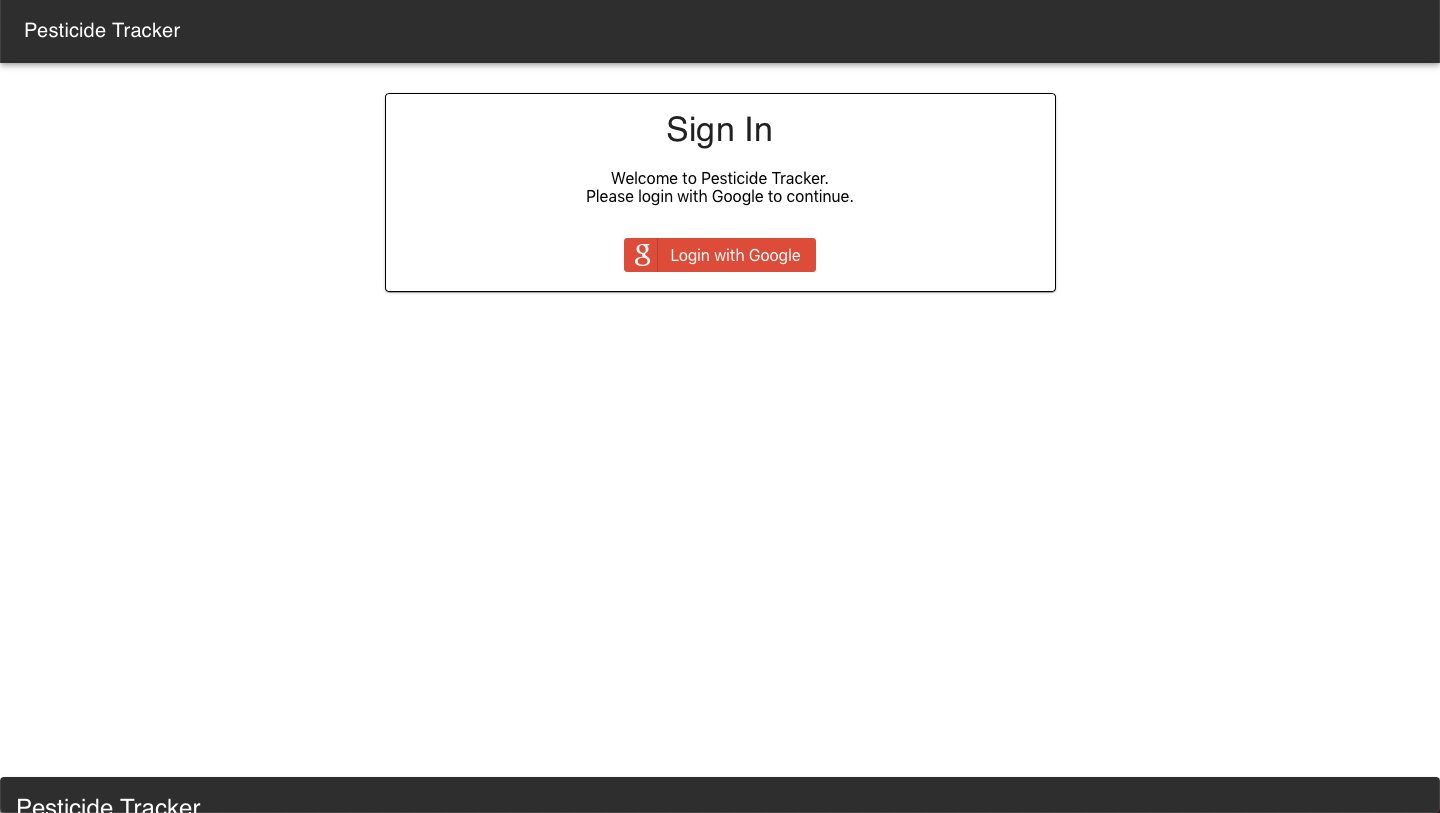 Pesticide Tracker
Sign In
Welcome to Pesticide Tracker.
Please login with Google to continue.
g Login with Google
Pesticide Tracker